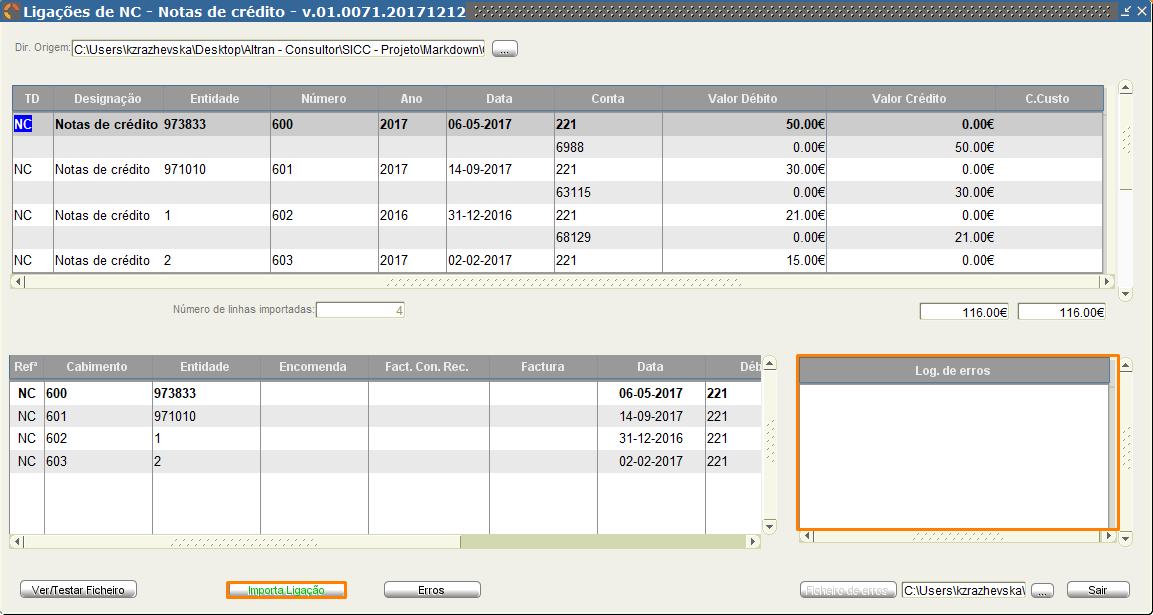 Ligações de NC - Notas de crédito - v.01.0071.20171212
Dir. Origem: C:\Users\kzrazhevska\Desktop\Altran - Consultor\SICC - Projeto\Markdown\ ...
TD Designação Entidade Número Ano Data Conta Valor Débito Valor Crédito C.Custo
NC Notas de crédito 973833 600 2017 06-05-2017 221 50.00€ 0.00€
6988 0.00€ 50.00€
NC Notas de crédito 971010 601 2017 14-09-2017 221 30.00€ 0.00€
63115 0.00€ 30.00€
NC Notas de crédito 1 602 2016 31-12-2016 221 21.00€ 0.00€
68129 0.00€ 21.00€
NC Notas de crédito 2 603 2017 02-02-2017 221 15.00€ 0.00€
Número de linhas importadas: 4 116.00€ 116.00€
Refª Cabimento Entidade Encomenda Fact. Con. Rec. Factura Data Déb
NC 600 973833 06-05-2017 221
NC 601 971010 14-09-2017 221
NC 602 1 31-12-2016 221
NC 603 2 02-02-2017 221
Log. de erros
Ver/Testar Ficheiro Importa Ligação Erros Ficheiro de erros C:\Users\kzrazhevska\ ... Sair